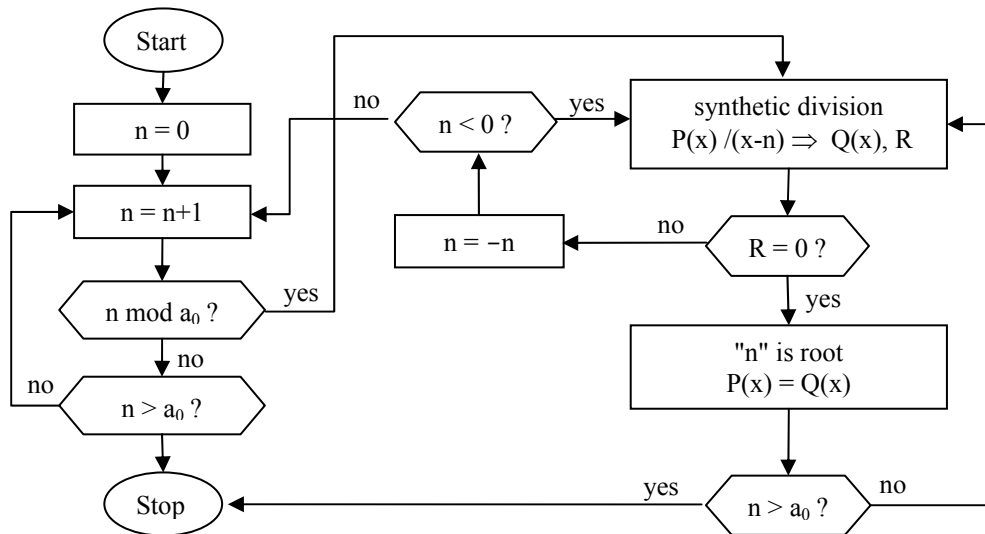 Start
n = 0
n = n+1
n mod a₀ ?
yes
no
n > a₀ ?
no
Stop
no
n < 0 ?
yes
synthetic division
P(x) /(x-n) ⇒ Q(x), R
n = −n
no
R = 0 ?
yes
"n" is root
P(x) = Q(x)
yes
n > a₀ ?
no